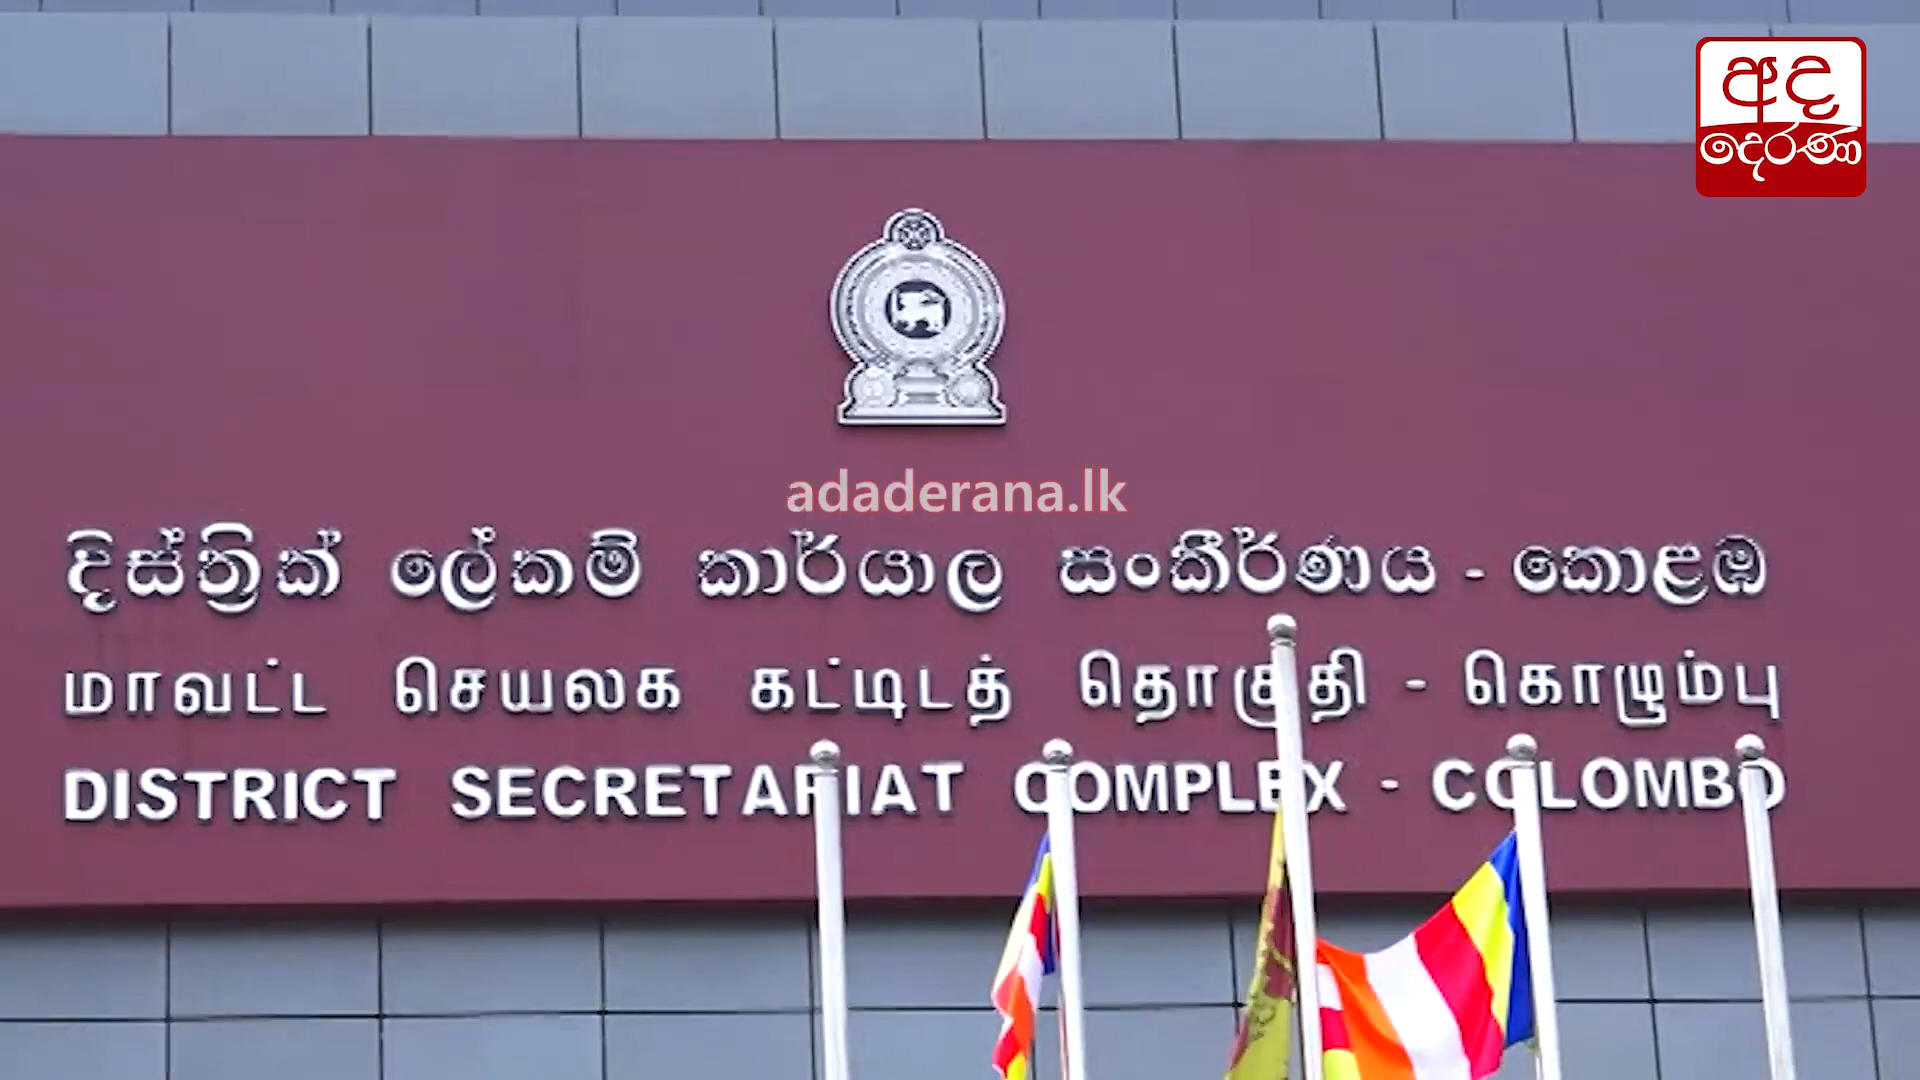 අද
දෙරණ
adaderana.lk
දිස්ත්‍රික් ලේකම් කාර්යාල සංකීර්ණය - කොළඹ
மாவட்ட செயலக கட்டிடத் தொகுதி - கொழும்பு
DISTRICT SECRETARIAT COMPLEX - COLOMBO